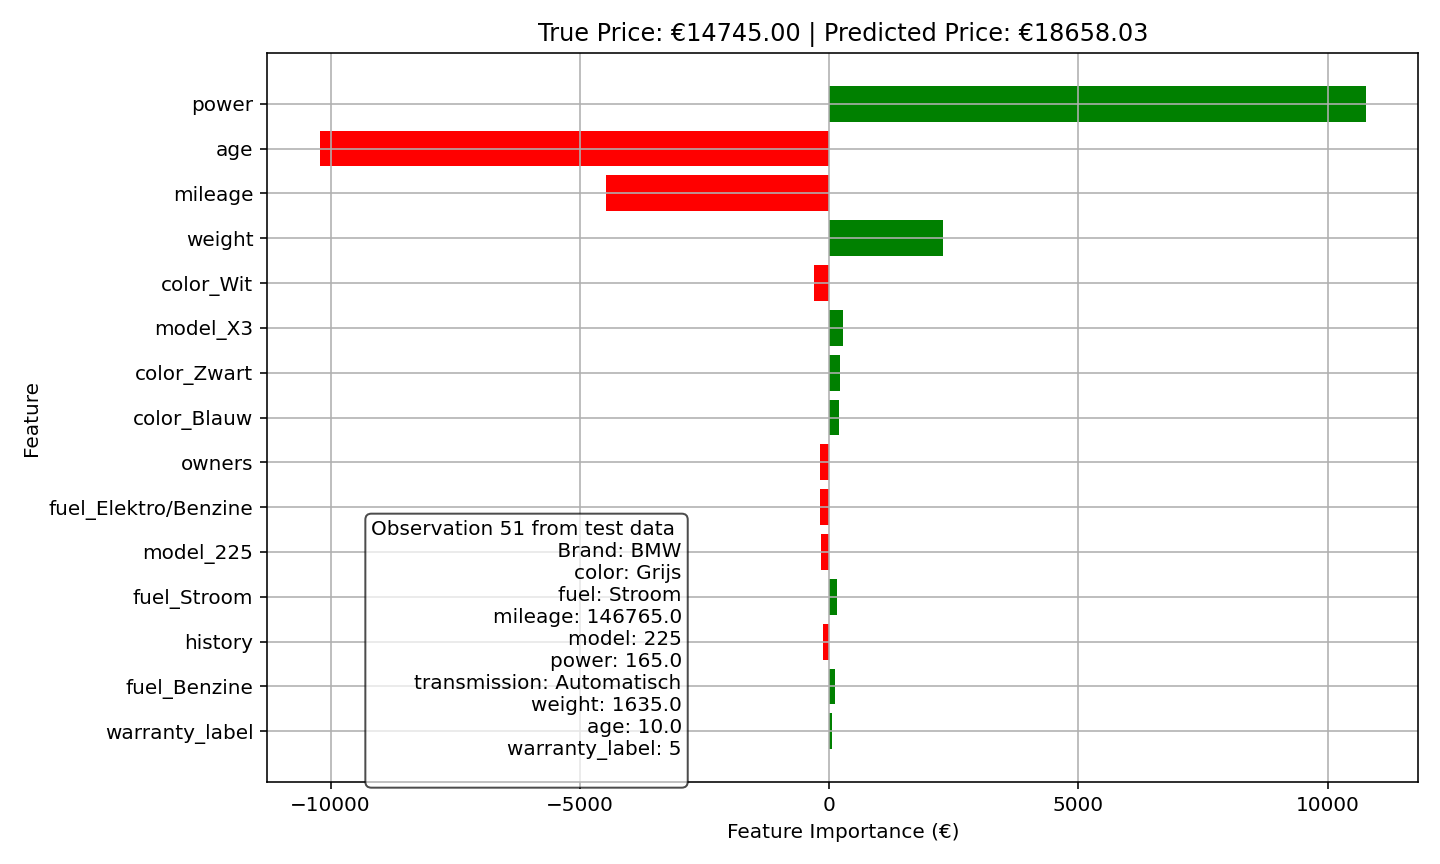 True Price: €14745.00 | Predicted Price: €18658.03
Feature
power
age
mileage
weight
color_Wit
model_X3
color_Zwart
color_Blauw
owners
fuel_Elektro/Benzine
model_225
fuel_Stroom
history
fuel_Benzine
warranty_label
Observation 51 from test data
Brand: BMW
color: Grijs
fuel: Stroom
mileage: 146765.0
model: 225
power: 165.0
transmission: Automatisch
weight: 1635.0
age: 10.0
warranty_label: 5
−10000 −5000 0 5000 10000
Feature Importance (€)